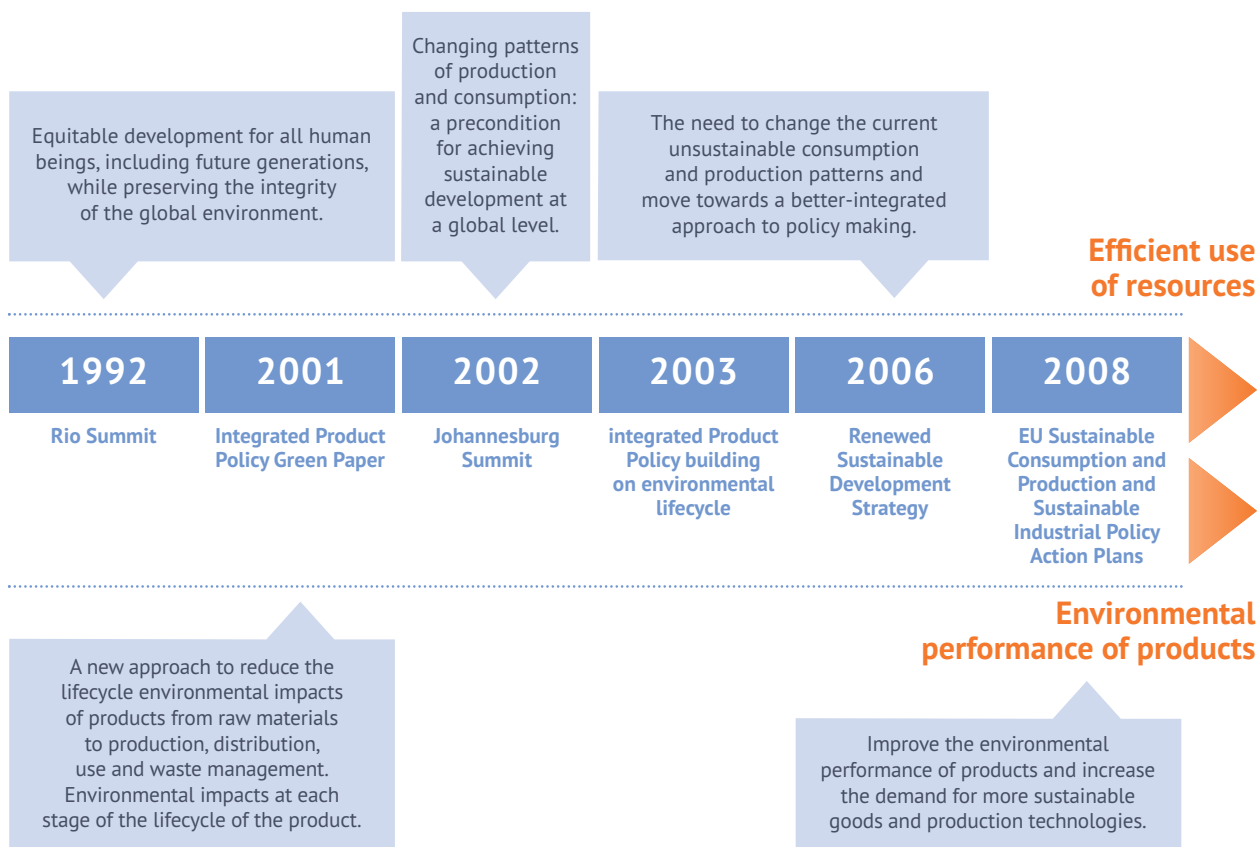 Equitable development for all human
beings, including future generations,
while preserving the integrity
of the global environment.
Changing patterns
of production
and consumption:
a precondition
for achieving
sustainable
development at
a global level.
The need to change the current
unsustainable consumption
and production patterns and
move towards a better-integrated
approach to policy making.
Efficient use
of resources
1992
Rio Summit
2001
Integrated Product
Policy Green Paper
2002
Johannesburg
Summit
2003
integrated Product
Policy building
on environmental
lifecycle
2006
Renewed
Sustainable
Development
Strategy
2008
EU Sustainable
Consumption and
Production and
Sustainable
Industrial Policy
Action Plans
Environmental
performance of products
A new approach to reduce the
lifecycle environmental impacts
of products from raw materials
to production, distribution,
use and waste management.
Environmental impacts at each
stage of the lifecycle of the product.
Improve the environmental
performance of products and increase
the demand for more sustainable
goods and production technologies.